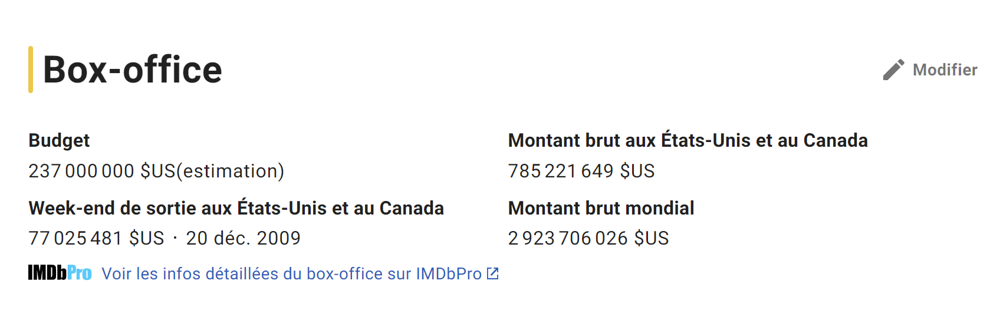 Box-office
Modifier
Budget
237 000 000 $US(estimation)
Montant brut aux États-Unis et au Canada
785 221 649 $US
Week-end de sortie aux États-Unis et au Canada
77 025 481 $US · 20 déc. 2009
Montant brut mondial
2 923 706 026 $US
IMDbPro Voir les infos détaillées du box-office sur IMDbPro